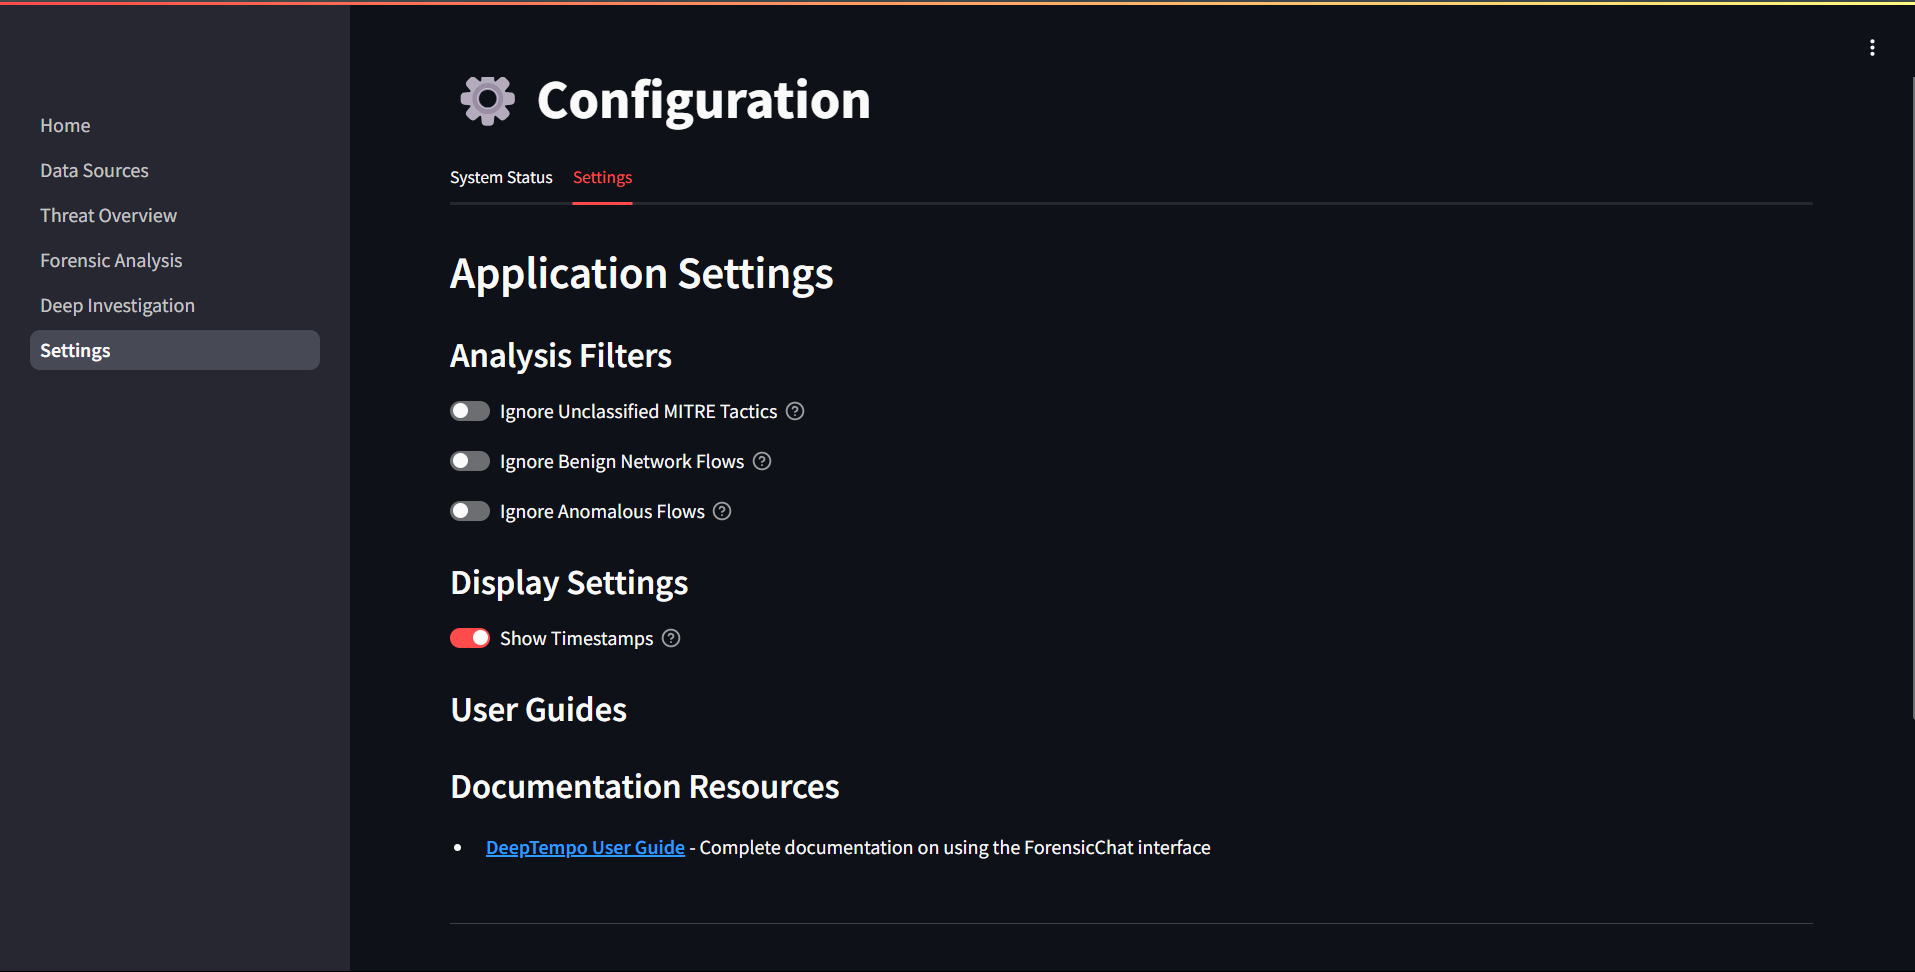 Home
Data Sources
Threat Overview
Forensic Analysis
Deep Investigation
Settings
Configuration
System Status Settings
Application Settings
Analysis Filters
Ignore Unclassified MITRE Tactics
Ignore Benign Network Flows
Ignore Anomalous Flows
Display Settings
Show Timestamps
User Guides
Documentation Resources
• DeepTempo User Guide - Complete documentation on using the ForensicChat interface